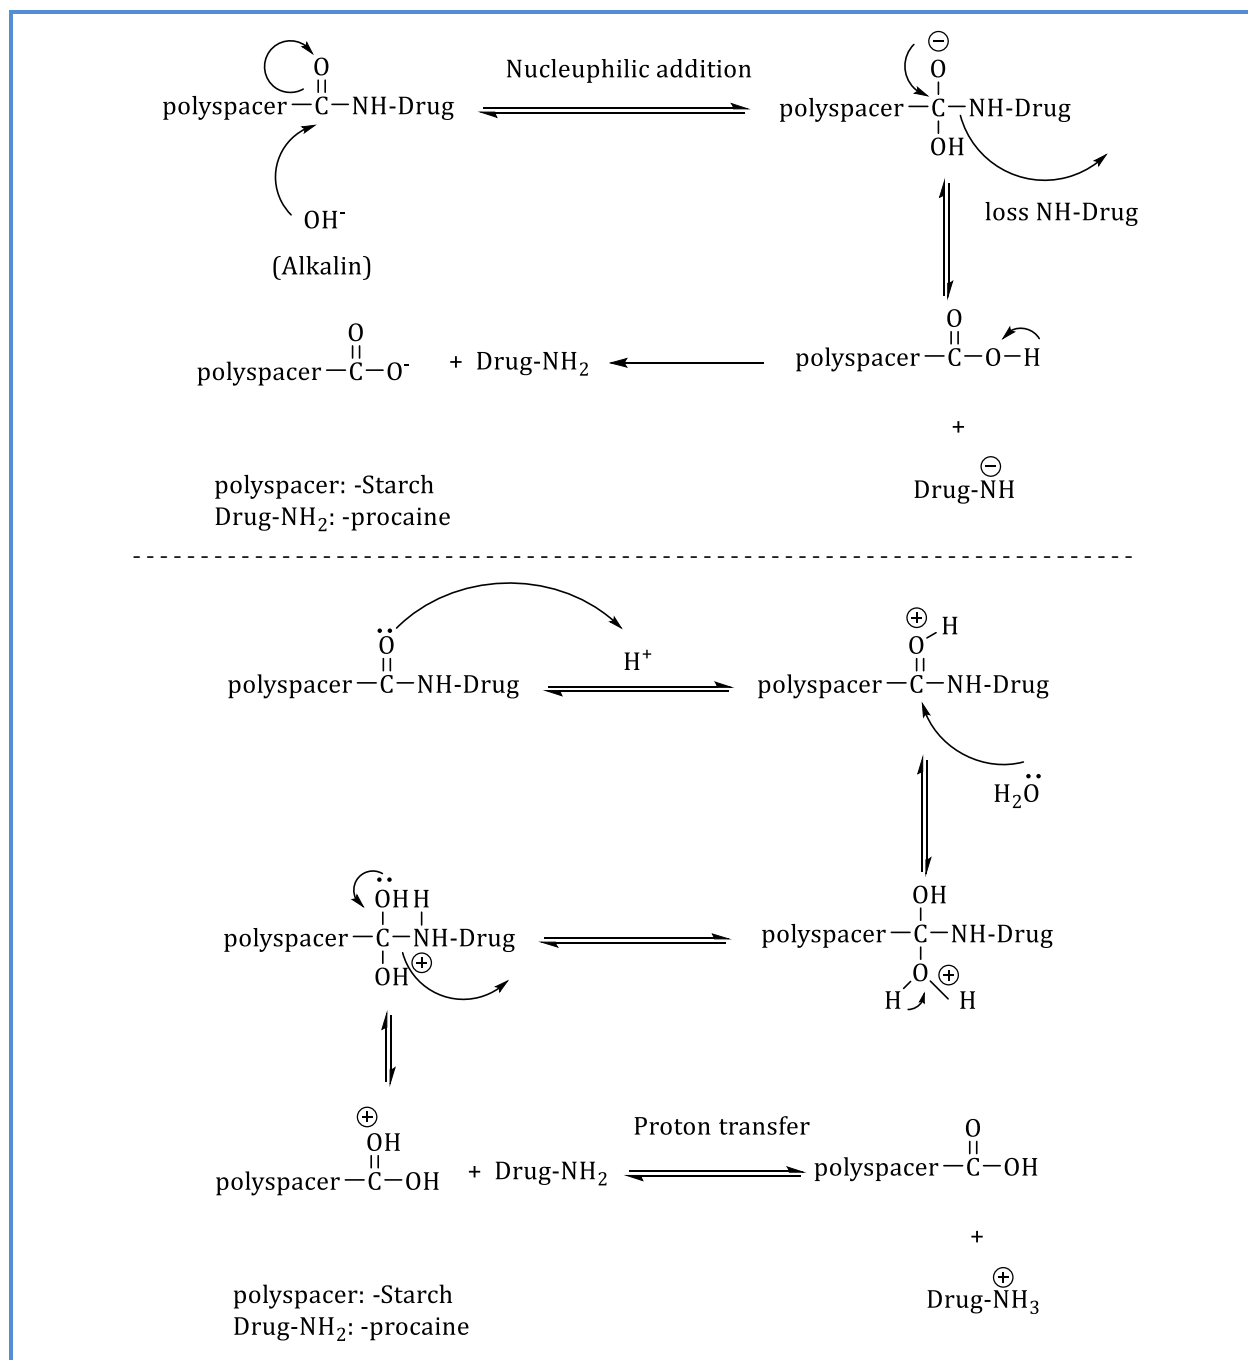 O
polyspacer—C—NH-Drug
OH-
(Alkalin)
Nucleuphilic addition
⊖
O
polyspacer—C—NH-Drug
OH
loss NH-Drug
O
polyspacer—C—O—H
+
⊖
Drug-NH
O
polyspacer—C—O-
+ Drug-NH2
polyspacer: -Starch
Drug-NH2: -procaine
O
polyspacer—C—NH-Drug
H+
⊕ H
O
polyspacer—C—NH-Drug
H2O
OH
polyspacer—C—NH-Drug
O ⊕
H H
OH H
polyspacer—C—NH-Drug
OH ⊕
⊕
OH
polyspacer—C—OH
+ Drug-NH2
Proton transfer
O
polyspacer—C—OH
+
⊕
Drug-NH3
polyspacer: -Starch
Drug-NH2: -procaine